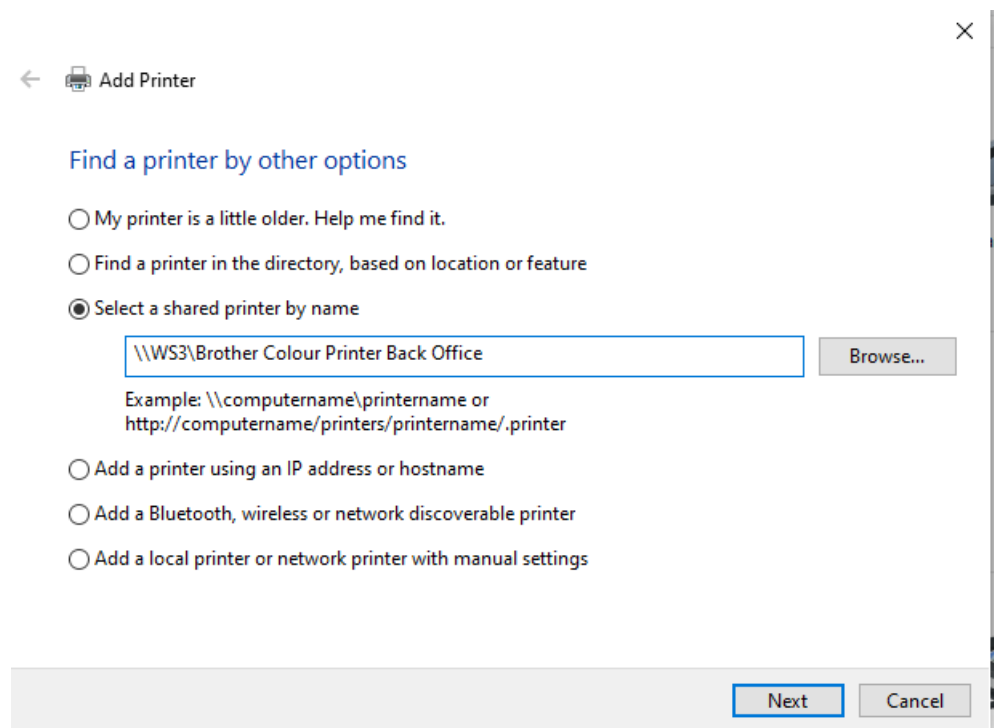 Add Printer
Find a printer by other options
My printer is a little older. Help me find it.
Find a printer in the directory, based on location or feature
Select a shared printer by name
\\WS3\Brother Colour Printer Back Office
Browse...
Example: \\computername\printername or
http://computername/printers/printername/.printer
Add a printer using an IP address or hostname
Add a Bluetooth, wireless or network discoverable printer
Add a local printer or network printer with manual settings
Next
Cancel